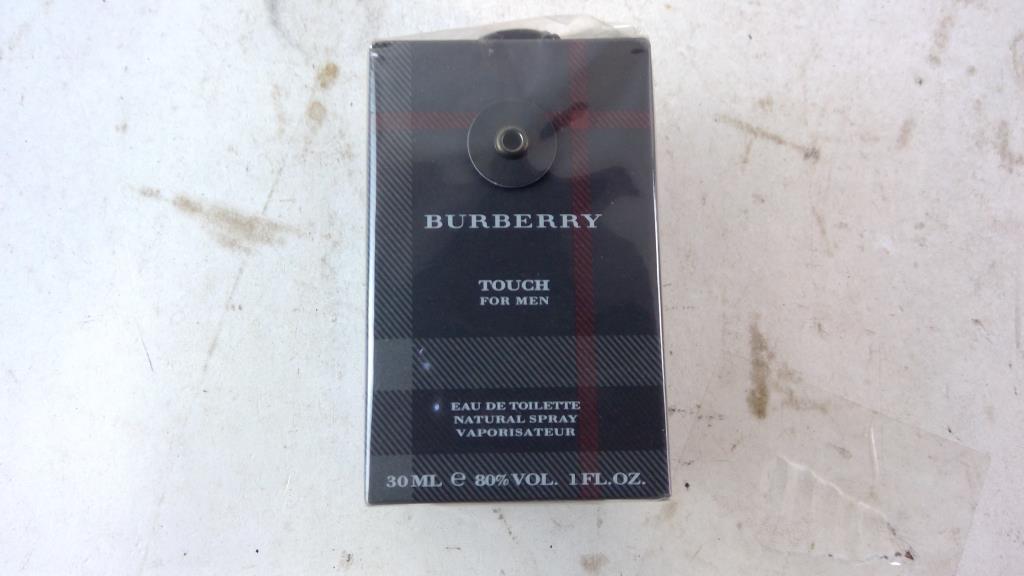 BURBERRY
TOUCH
FOR MEN
EAU DE TOILETTE
NATURAL SPRAY
VAPORISATEUR
30 ML ℮ 80% VOL. 1 FL.OZ.